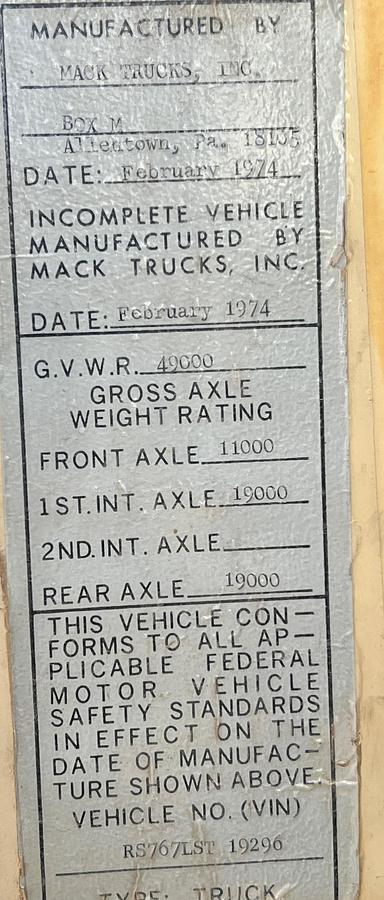 MANUFACTURED BY
MACK TRUCKS, INC.
BOX M
Allentown, Pa. 18105
DATE: February 1974
INCOMPLETE VEHICLE
MANUFACTURED BY
MACK TRUCKS, INC.
DATE: February 1974
G.V.W.R. 49000
GROSS AXLE
WEIGHT RATING
FRONT AXLE 11000
1ST. INT. AXLE 19000
2ND. INT. AXLE
REAR AXLE 19000
THIS VEHICLE CON-
FORMS TO ALL AP-
PLICABLE FEDERAL
MOTOR VEHICLE
SAFETY STANDARDS
IN EFFECT ON THE
DATE OF MANUFAC-
TURE SHOWN ABOVE.
VEHICLE NO. (VIN)
RS767LST 19296
TYPE: TRUCK